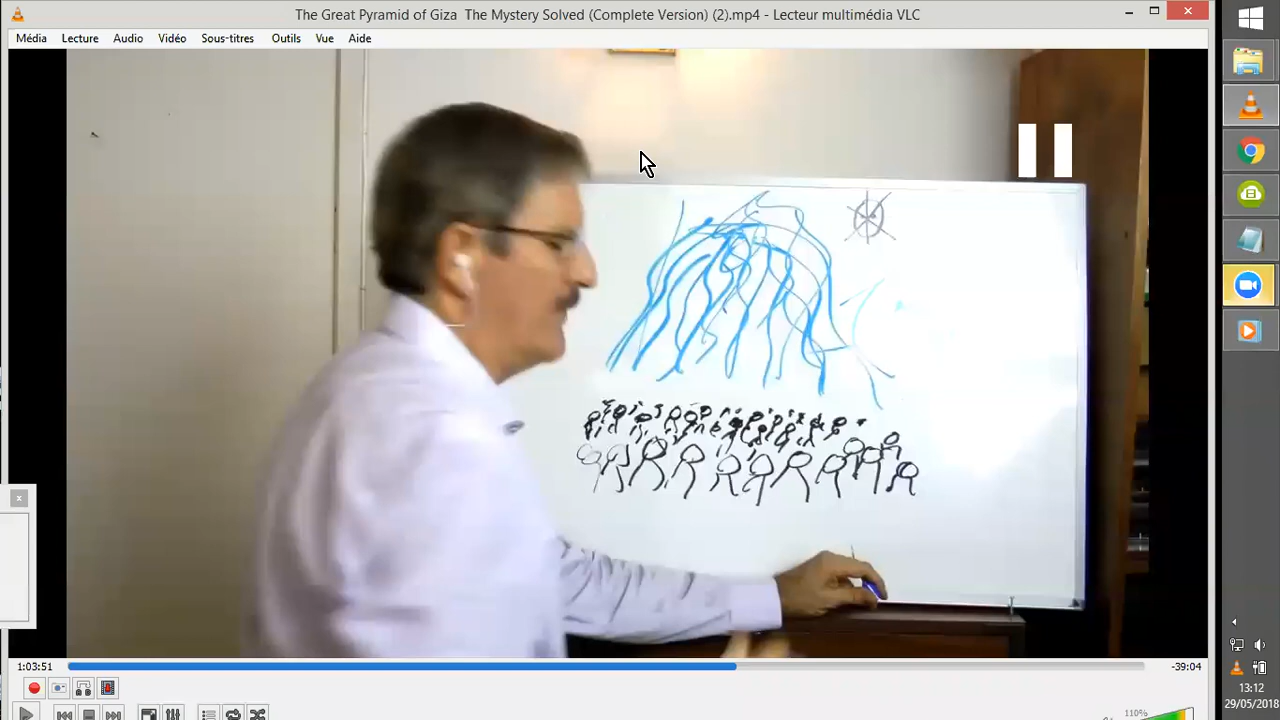 The Great Pyramid of Giza The Mystery Solved (Complete Version) (2).mp4 - Lecteur multimédia VLC
Média Lecture Audio Vidéo Sous-titres Outils Vue Aide
1:03:51
-39:04
110%
13:12
29/05/2018